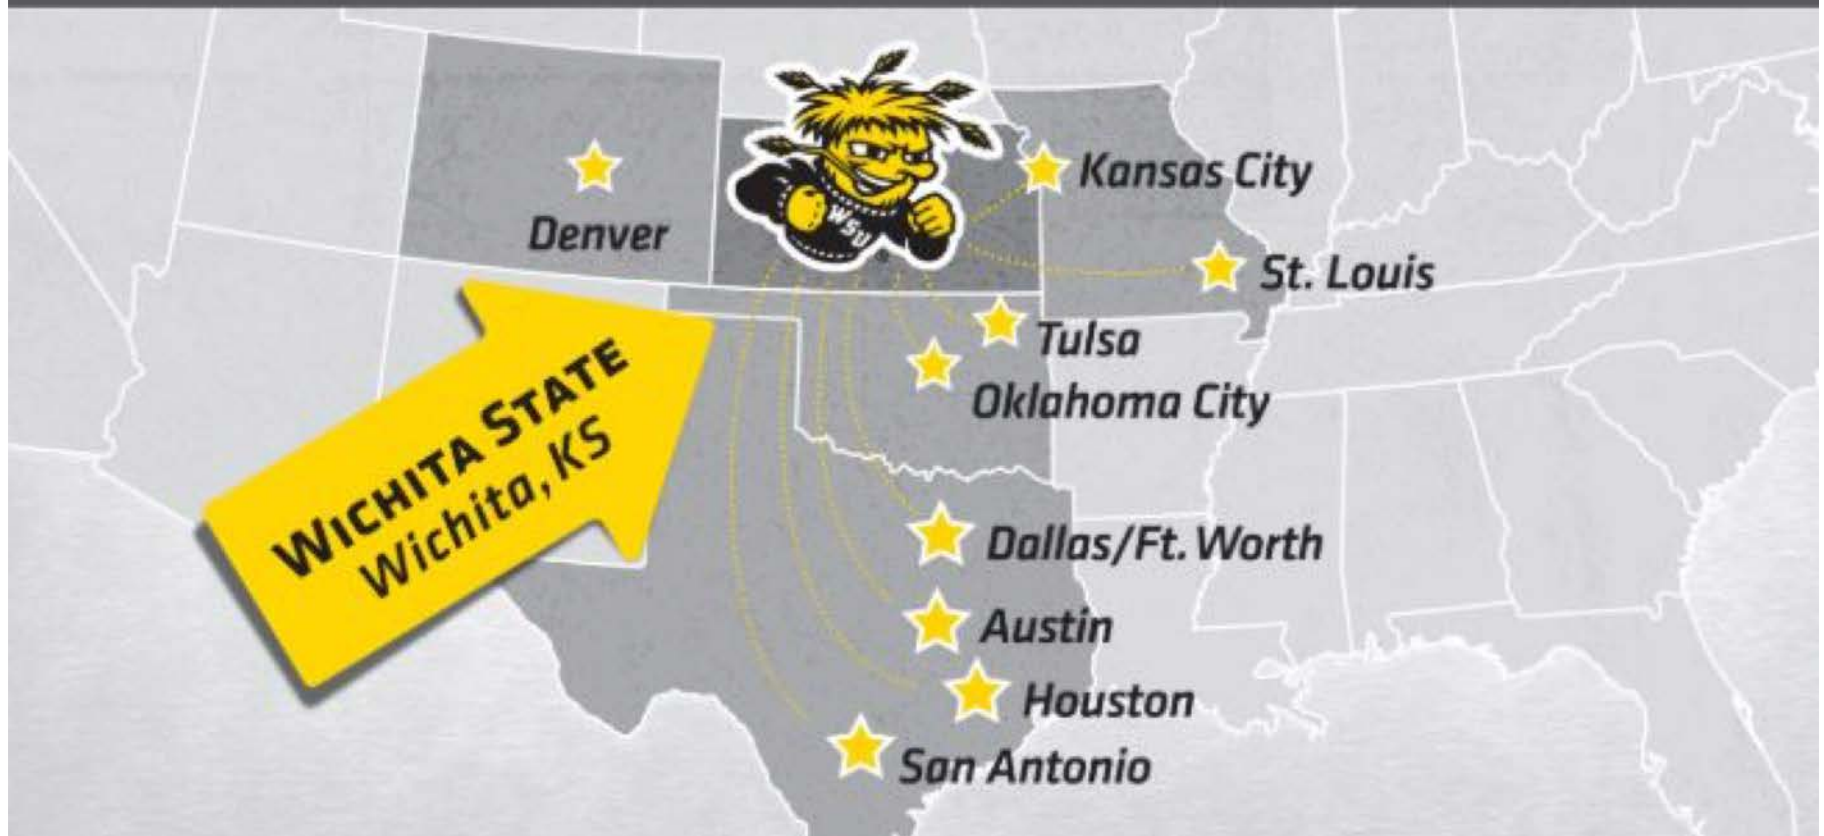 WSU
Kansas City
Denver
St. Louis
Tulsa
Oklahoma City
WICHITA STATE
Wichita, KS
Dallas/Ft. Worth
Austin
Houston
San Antonio